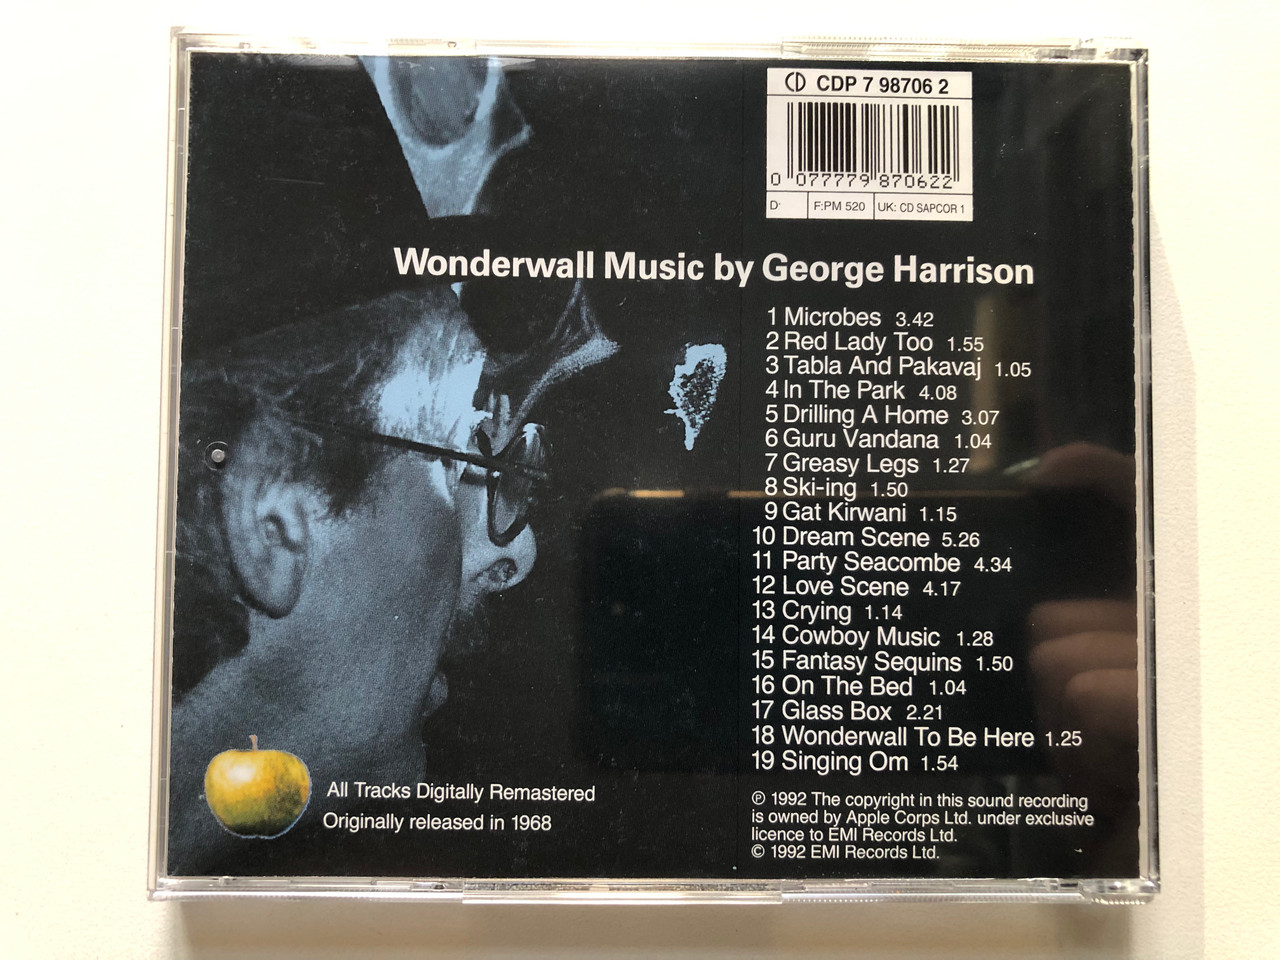 CD CDP 7 98706 2
0 077779 870622
D: F:PM 520 UK: CD SAPCOR 1
Wonderwall Music by George Harrison
1 Microbes 3.42
2 Red Lady Too 1.55
3 Tabla And Pakavaj 1.05
4 In The Park 4.08
5 Drilling A Home 3.07
6 Guru Vandana 1.04
7 Greasy Legs 1.27
8 Ski-ing 1.50
9 Gat Kirwani 1.15
10 Dream Scene 5.26
11 Party Seacombe 4.34
12 Love Scene 4.17
13 Crying 1.14
14 Cowboy Music 1.28
15 Fantasy Sequins 1.50
16 On The Bed 1.04
17 Glass Box 2.21
18 Wonderwall To Be Here 1.25
19 Singing Om 1.54
All Tracks Digitally Remastered
Originally released in 1968
℗ 1992 The copyright in this sound recording
is owned by Apple Corps Ltd. under exclusive
licence to EMI Records Ltd.
© 1992 EMI Records Ltd.